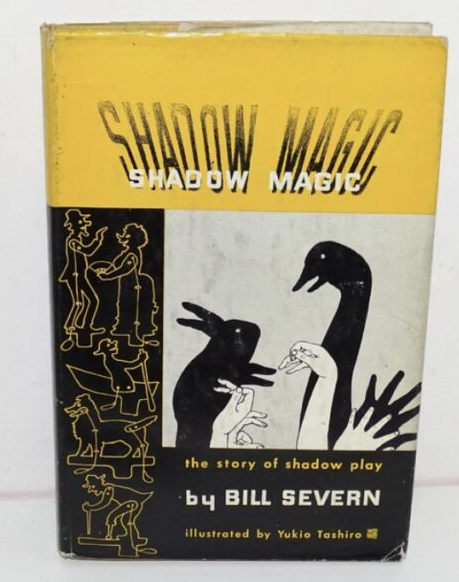 SHADOW MAGIC
SHADOW MAGIC
the story of shadow play
by BILL SEVERN
illustrated by Yukio Tashiro